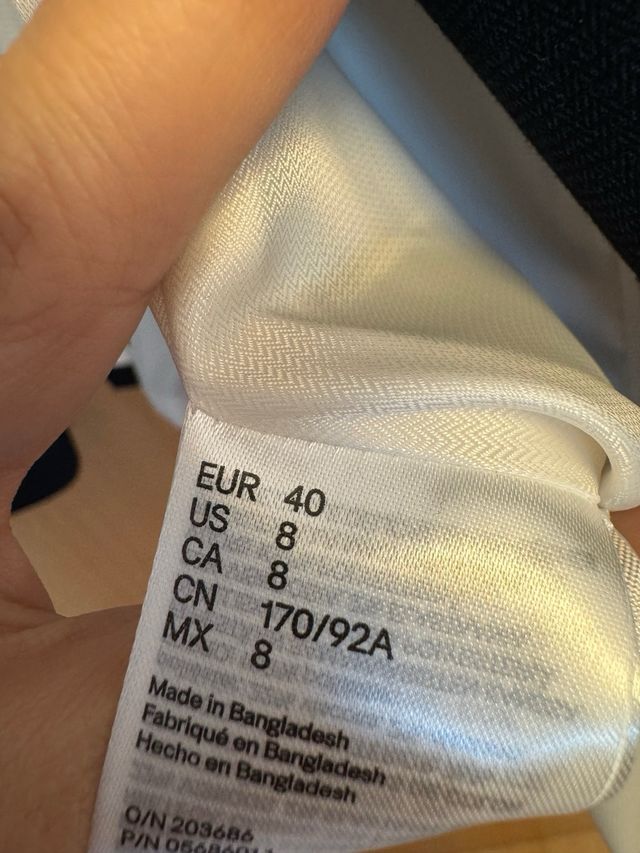 EUR 40
US 8
CA 8
CN 170/92A
MX 8
Made in Bangladesh
Fabriqué en Bangladesh
Hecho en Bangladesh
O/N 203686
P/N